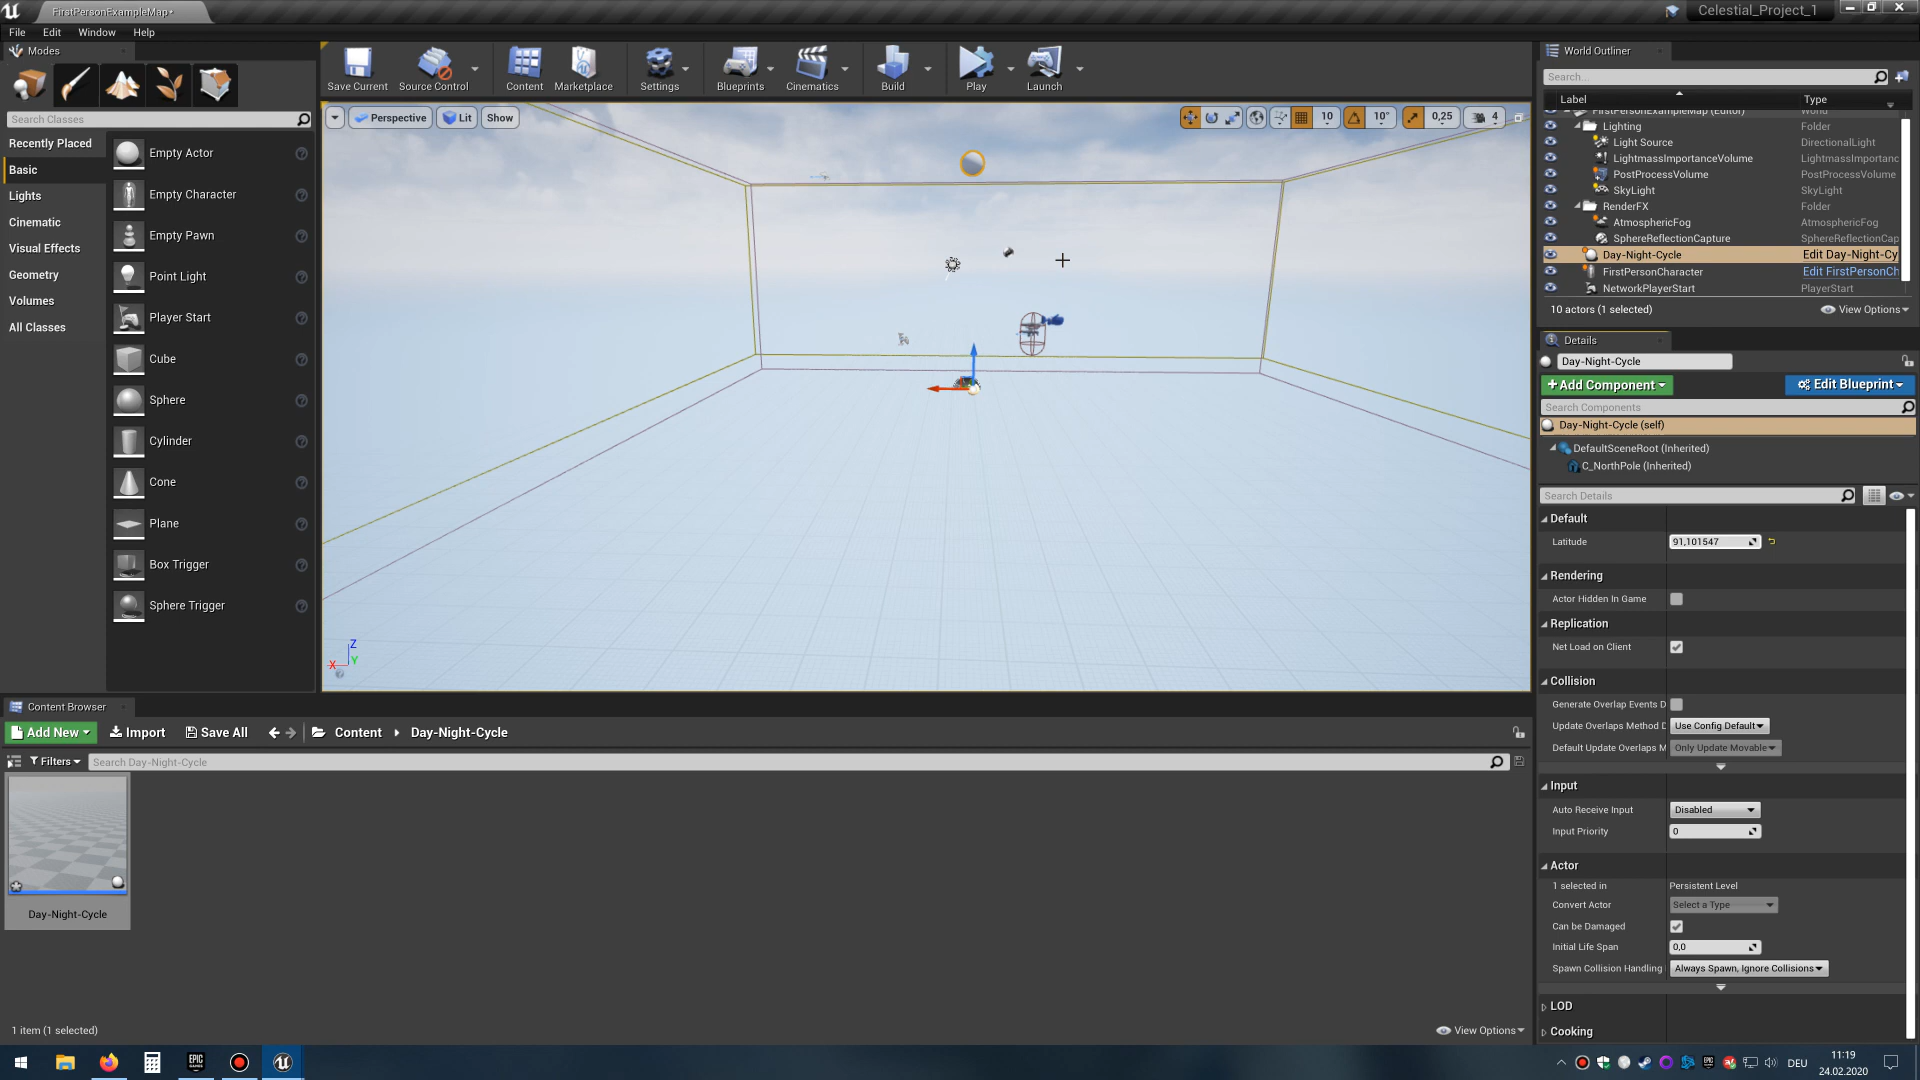 FirstPersonExampleMap•
Celestial_Project_1
File Edit Window Help
Modes
Search Classes
Recently Placed
Basic
Lights
Cinematic
Visual Effects
Geometry
Volumes
All Classes
Empty Actor
Empty Character
Empty Pawn
Point Light
Player Start
Cube
Sphere
Cylinder
Cone
Plane
Box Trigger
Sphere Trigger
Save Current Source Control Content Marketplace Settings Blueprints Cinematics Build Play Launch
Perspective Lit Show
10 10° 0,25 4
Z
X Y
World Outliner
Search...
Label Type
FirstPersonExampleMap (Editor) World
Lighting Folder
Light Source DirectionalLight
LightmassImportanceVolume LightmassImportanc
PostProcessVolume PostProcessVolume
SkyLight SkyLight
RenderFX Folder
AtmosphericFog AtmosphericFog
SphereReflectionCapture SphereReflectionCap
Day-Night-Cycle Edit Day-Night-Cy
FirstPersonCharacter Edit FirstPersonCh
NetworkPlayerStart PlayerStart
10 actors (1 selected) View Options
Details
Day-Night-Cycle
+Add Component Edit Blueprint
Search Components
Day-Night-Cycle (self)
DefaultSceneRoot (Inherited)
C_NorthPole (Inherited)
Search Details
Default
Latitude 91,101547
Rendering
Actor Hidden In Game
Replication
Net Load on Client
Collision
Generate Overlap Events D
Update Overlaps Method D Use Config Default
Default Update Overlaps M Only Update Movable
Input
Auto Receive Input Disabled
Input Priority 0
Actor
1 selected in Persistent Level
Convert Actor Select a Type
Can be Damaged
Initial Life Span 0,0
Spawn Collision Handling Always Spawn, Ignore Collisions
LOD
Cooking
Content Browser
Add New Import Save All Content Day-Night-Cycle
Filters Search Day-Night-Cycle
Day-Night-Cycle
1 item (1 selected) View Options
EPIC GAMES
DEU
11:19
24.02.2020